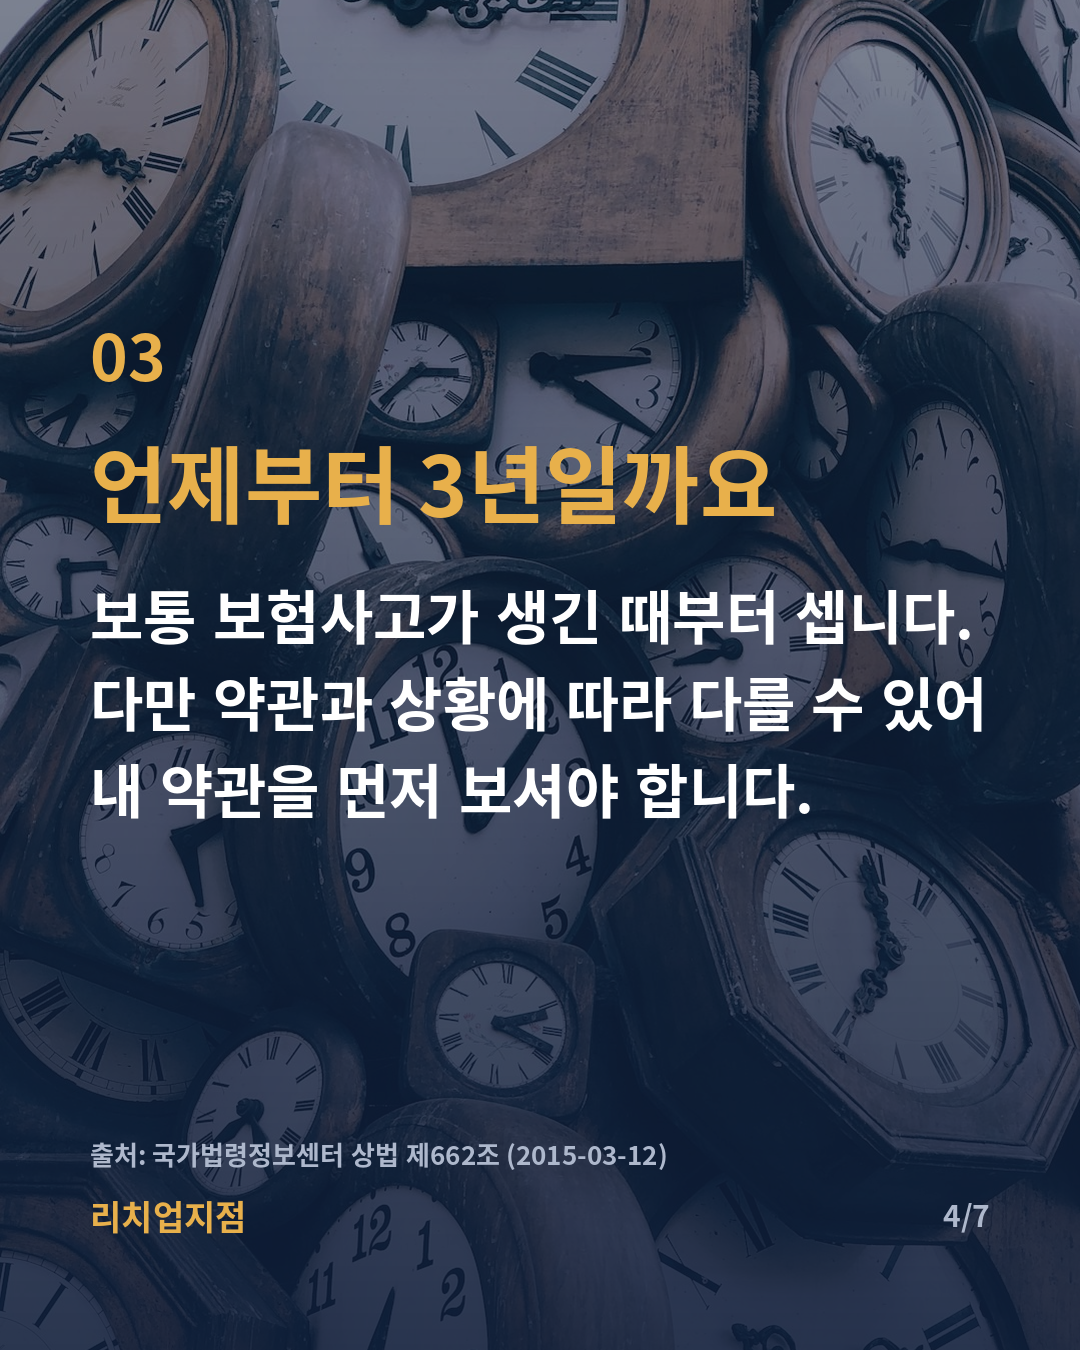 03
언제부터 3년일까요
보통 보험사고가 생긴 때부터 셉니다.
다만 약관과 상황에 따라 다를 수 있어
내 약관을 먼저 보셔야 합니다.
출처: 국가법령정보센터 상법 제662조 (2015-03-12)
리치업지점
4/7